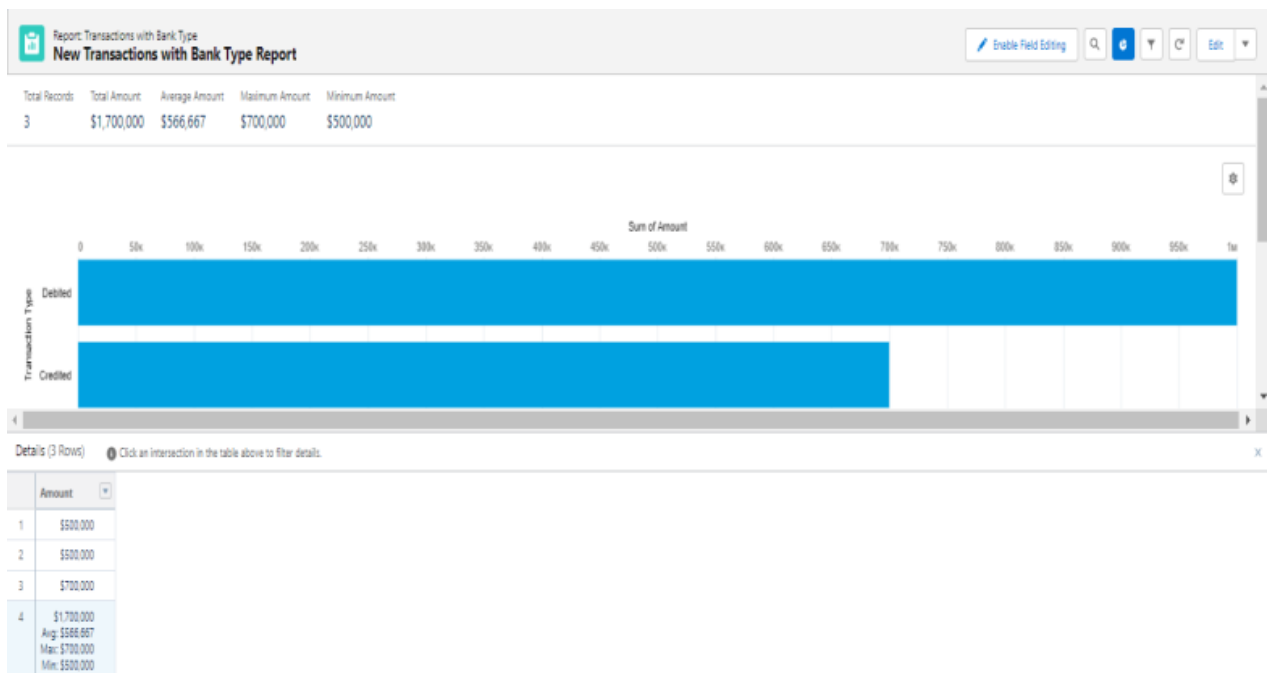 Report: Transactions with Bank Type
New Transactions with Bank Type Report
Enable Field Editing
Edit
Total Records Total Amount Average Amount Maximum Amount Minimum Amount
3 $1,700,000 $566,667 $700,000 $500,000
Sum of Amount
0 50k 100k 150k 200k 250k 300k 350k 400k 450k 500k 550k 600k 650k 700k 750k 800k 850k 900k 950k 1M
Transaction Type
Debited
Credited
Details (3 Rows) Click an intersection in the table above to filter details.
Amount
1 $500,000
2 $500,000
3 $700,000
4 $1,700,000
Avg: $566,667
Max: $700,000
Min: $500,000